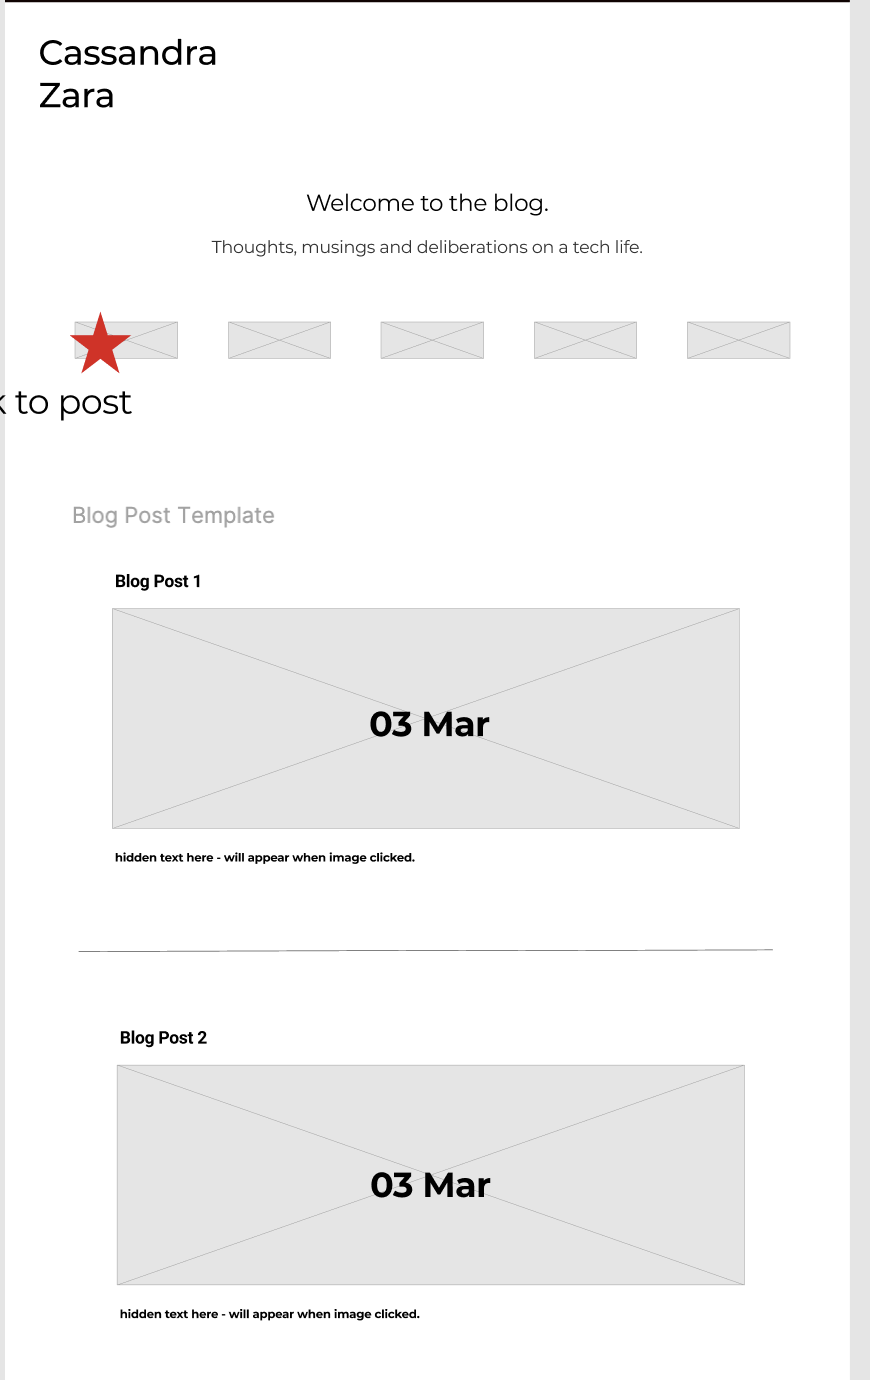 Cassandra
Zara
Welcome to the blog.
Thoughts, musings and deliberations on a tech life.
to post
Blog Post Template
Blog Post 1
03 Mar
hidden text here - will appear when image clicked.
Blog Post 2
03 Mar
hidden text here - will appear when image clicked.